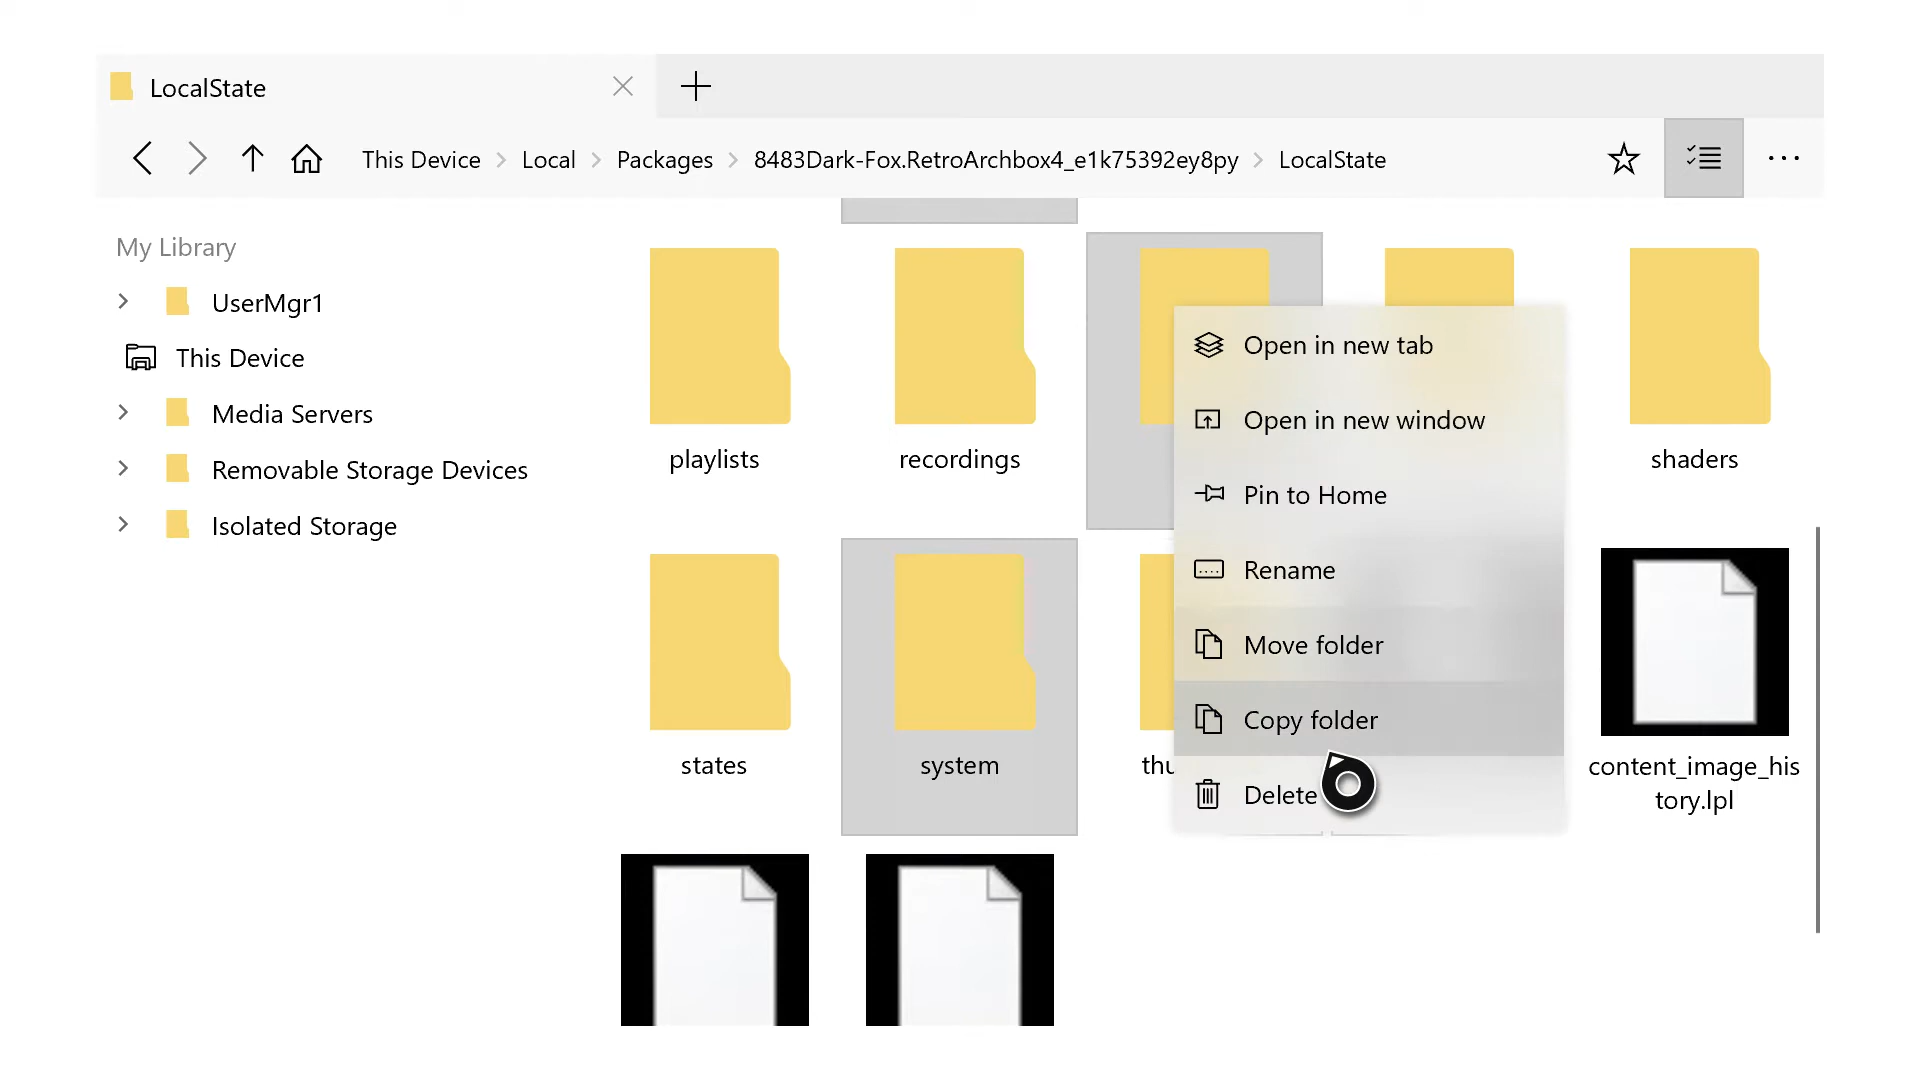 LocalState
This Device
Local
Packages
8483Dark-Fox.RetroArchbox4_e1k75392ey8py
LocalState
My Library
UserMgr1
This Device
Media Servers
Removable Storage Devices
Isolated Storage
playlists
recordings
shaders
Open in new tab
Open in new window
Pin to Home
Rename
Move folder
Copy folder
Delete
states
system
thu
content_image_his
tory.lpl